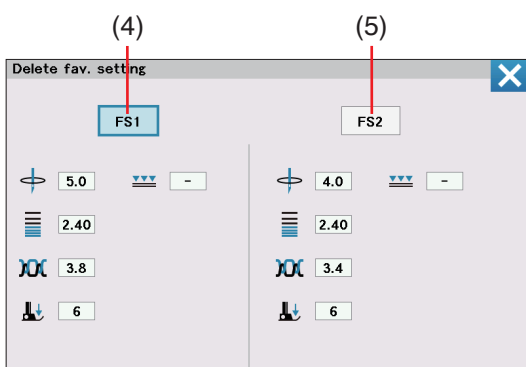 (4) (5)
Delete fav. setting
FS1 FS2
5.0 - 4.0 -
2.40 2.40
3.8 3.4
6 6